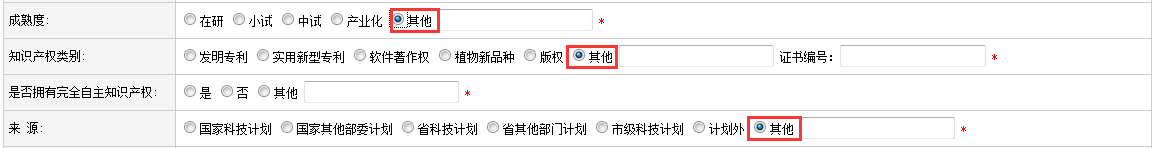 成熟度: 在研 小试 中试 产业化 其他 *
知识产权类别: 发明专利 实用新型专利 软件著作权 植物新品种 版权 其他 证书编号: *
是否拥有完全自主知识产权: 是 否 其他 *
来 源: 国家科技计划 国家其他部委计划 省科技计划 省其他部门计划 市级科技计划 计划外 其他 *